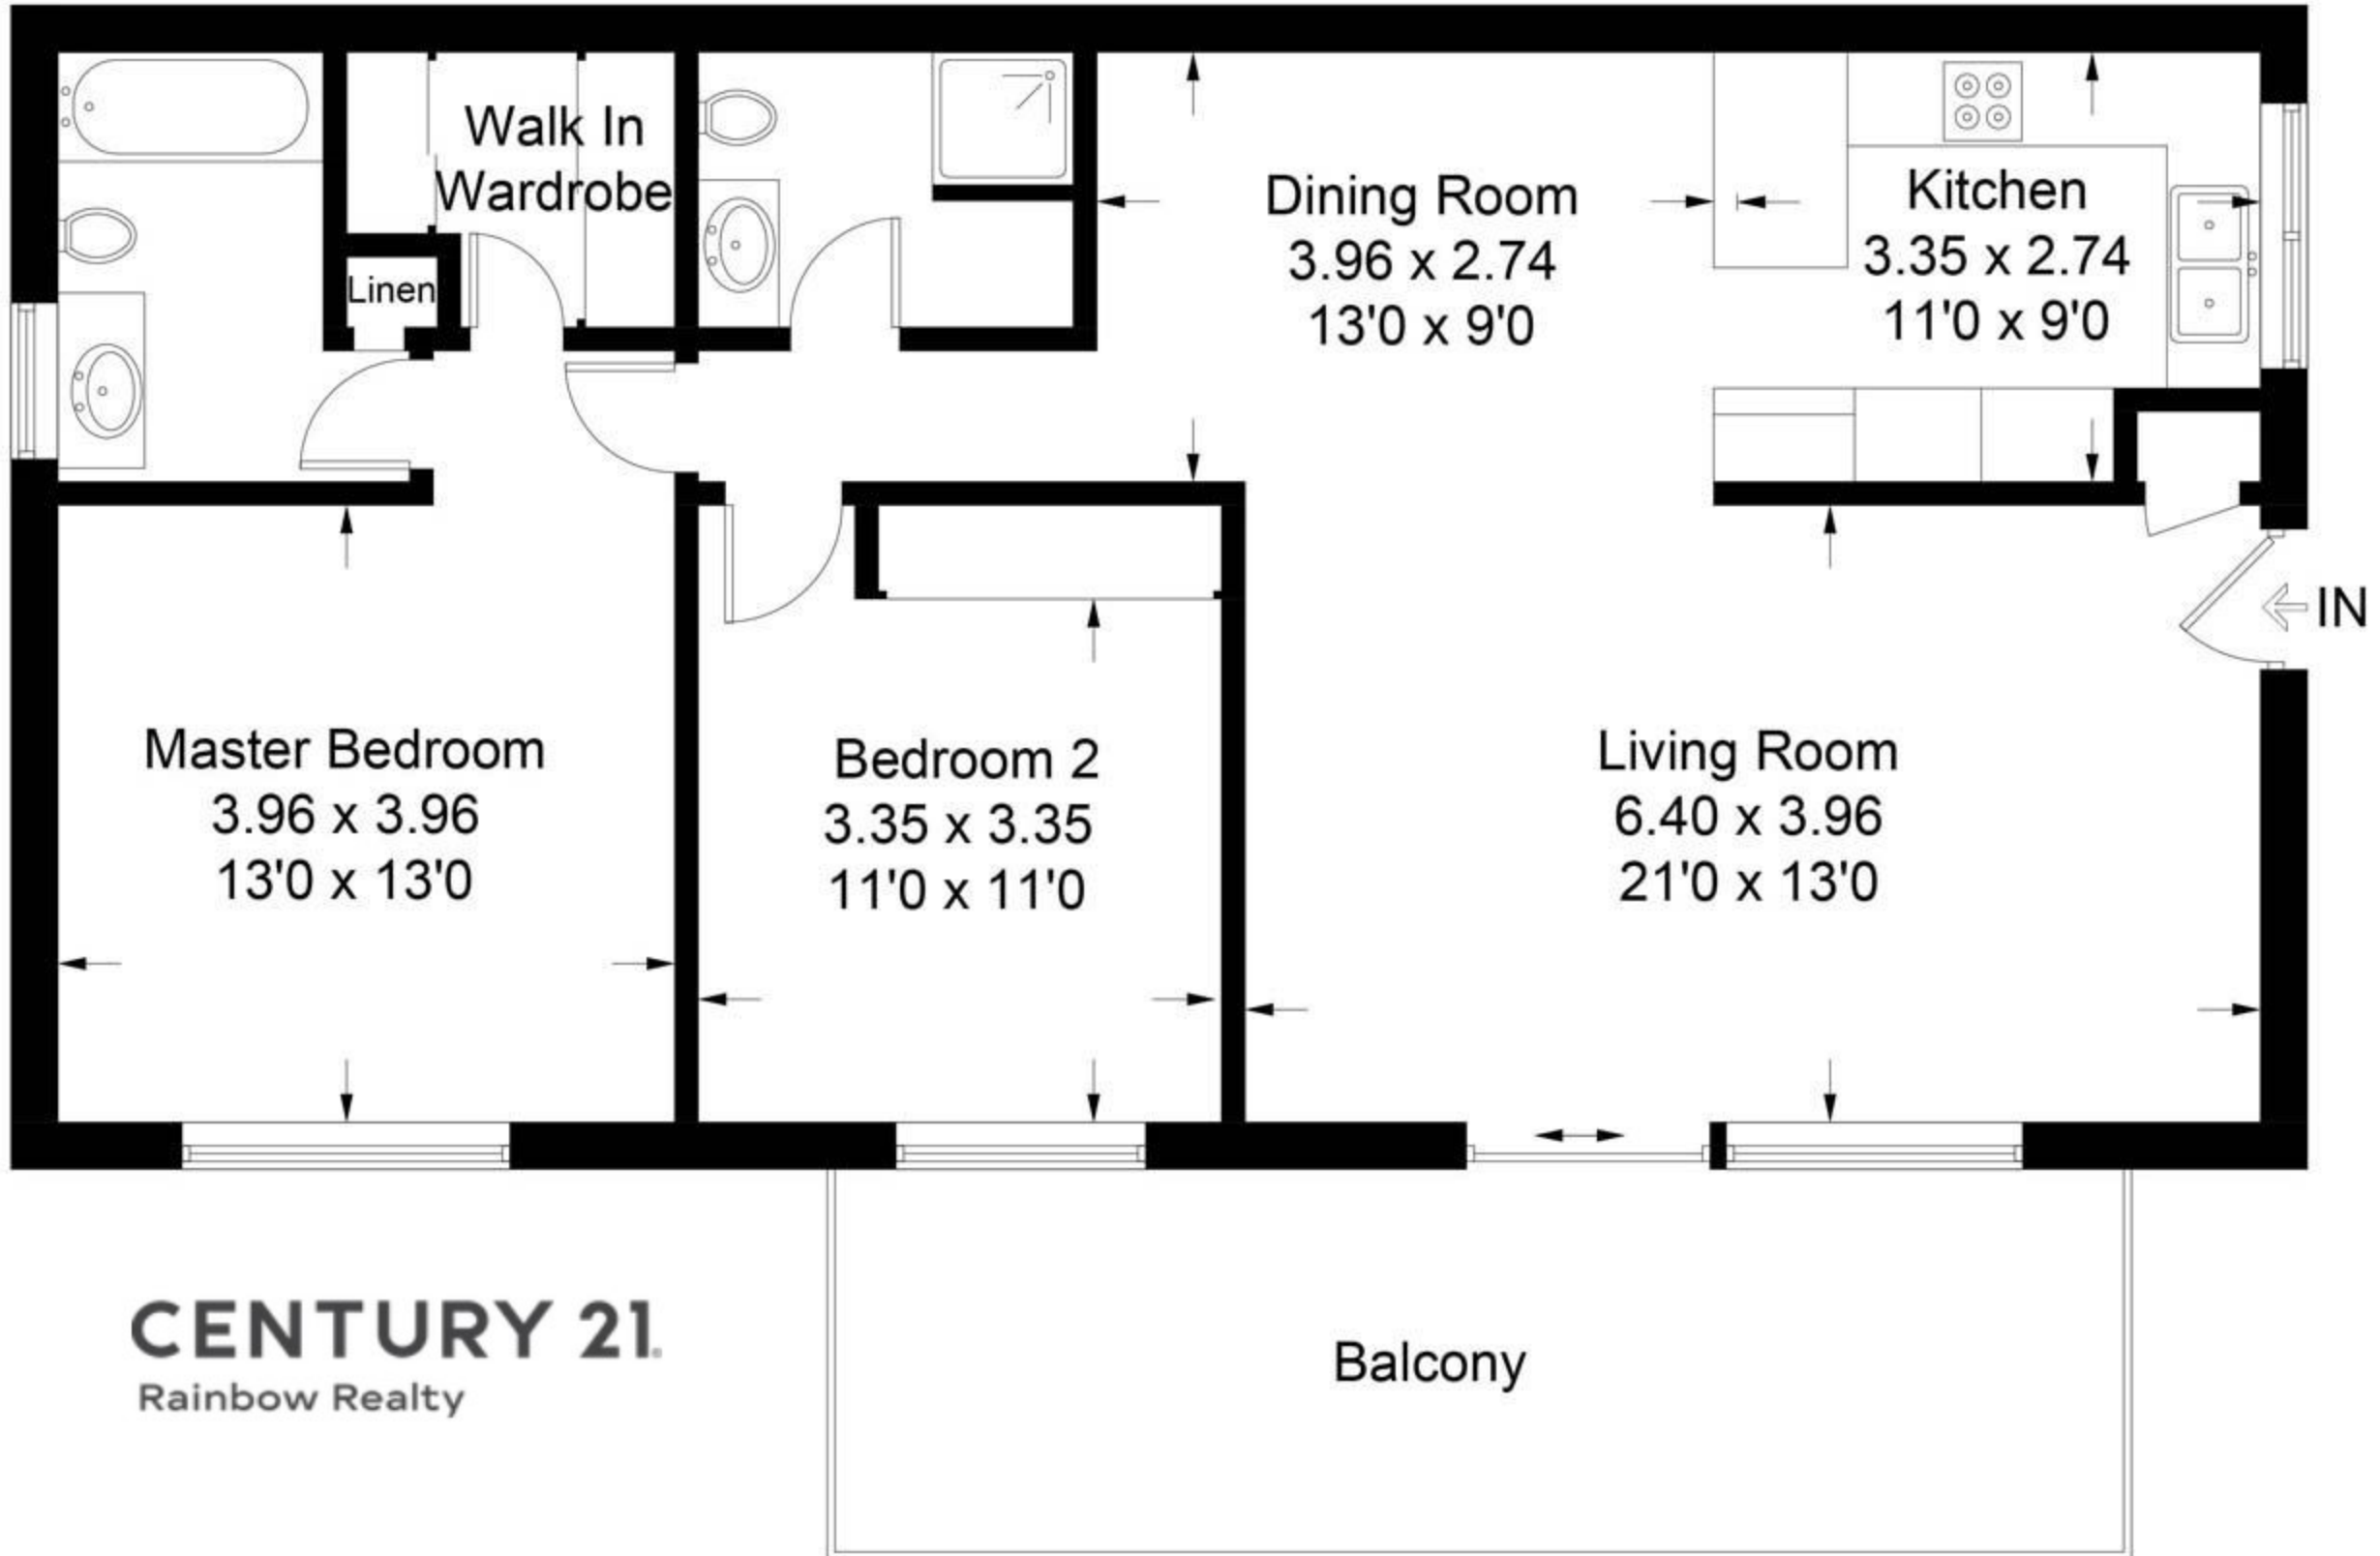 Walk In
Wardrobe
Linen
Dining Room
3.96 x 2.74
13'0 x 9'0
Kitchen
3.35 x 2.74
11'0 x 9'0
IN
Master Bedroom
3.96 x 3.96
13'0 x 13'0
Bedroom 2
3.35 x 3.35
11'0 x 11'0
Living Room
6.40 x 3.96
21'0 x 13'0
Balcony
CENTURY 21.
Rainbow Realty